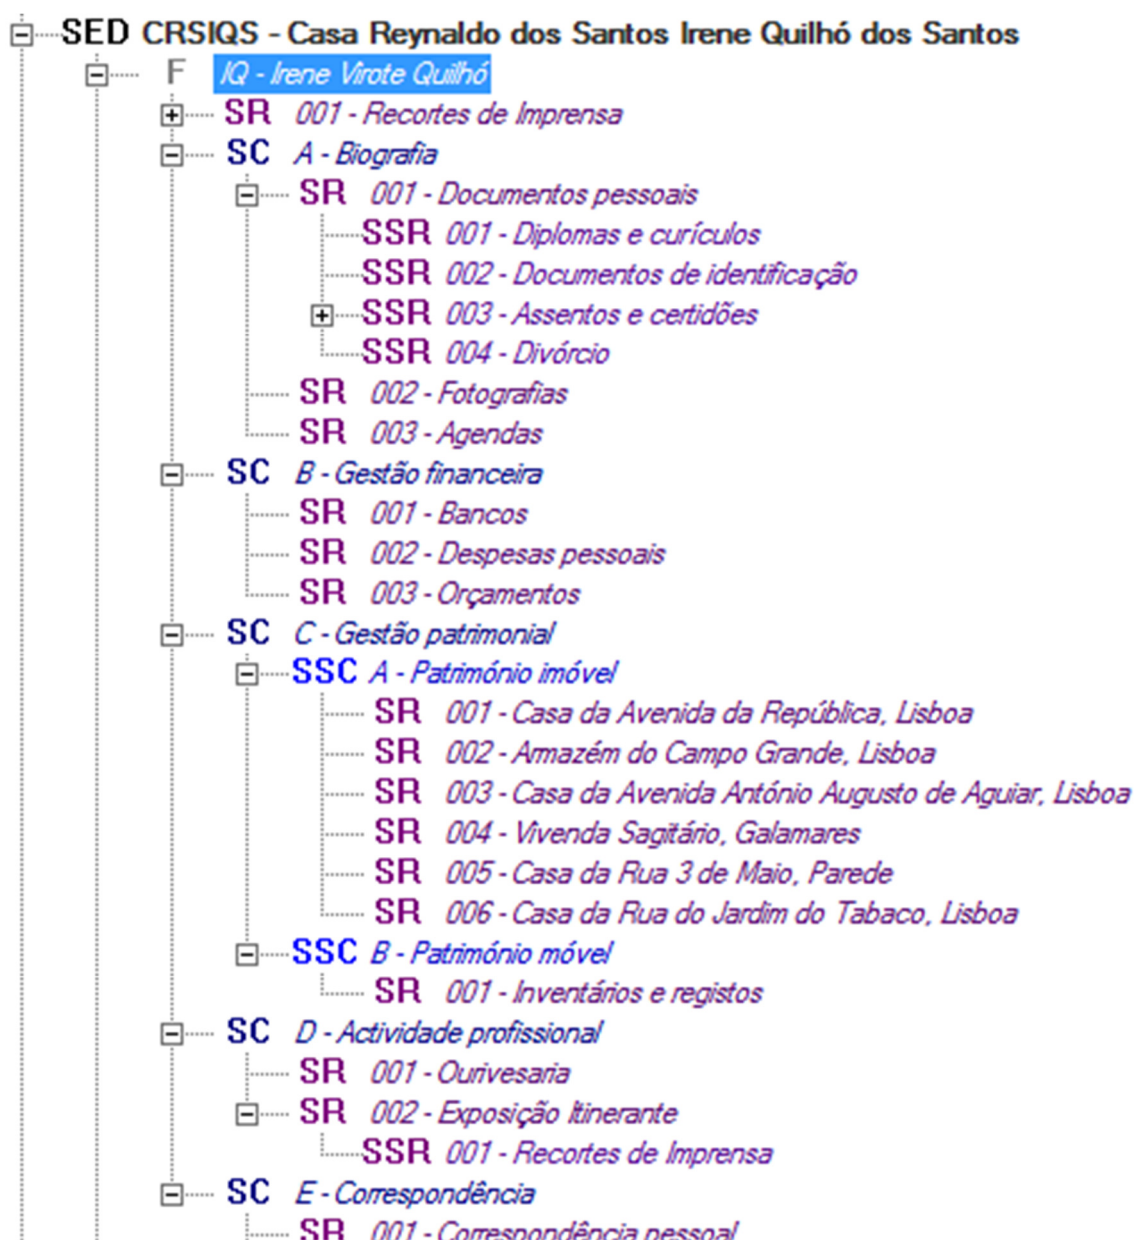 SED CRSIQS - Casa Reynaldo dos Santos Irene Quilhó dos Santos
F IQ - Irene Virote Quilhó
SR 001 - Recortes de Imprensa
SC A - Biografia
SR 001 - Documentos pessoais
SSR 001 - Diplomas e curículos
SSR 002 - Documentos de identificação
SSR 003 - Assentos e certidões
SSR 004 - Divórcio
SR 002 - Fotografias
SR 003 - Agendas
SC B - Gestão financeira
SR 001 - Bancos
SR 002 - Despesas pessoais
SR 003 - Orçamentos
SC C - Gestão patrimonial
SSC A - Património imóvel
SR 001 - Casa da Avenida da República, Lisboa
SR 002 - Armazém do Campo Grande, Lisboa
SR 003 - Casa da Avenida António Augusto de Aguiar, Lisboa
SR 004 - Vivenda Sagitário, Galamares
SR 005 - Casa da Rua 3 de Maio, Parede
SR 006 - Casa da Rua do Jardim do Tabaco, Lisboa
SSC B - Património móvel
SR 001 - Inventários e registos
SC D - Actividade profissional
SR 001 - Ourivesaria
SR 002 - Exposição Itinerante
SSR 001 - Recortes de Imprensa
SC E - Correspondência
SR 001 - Correspondência pessoal